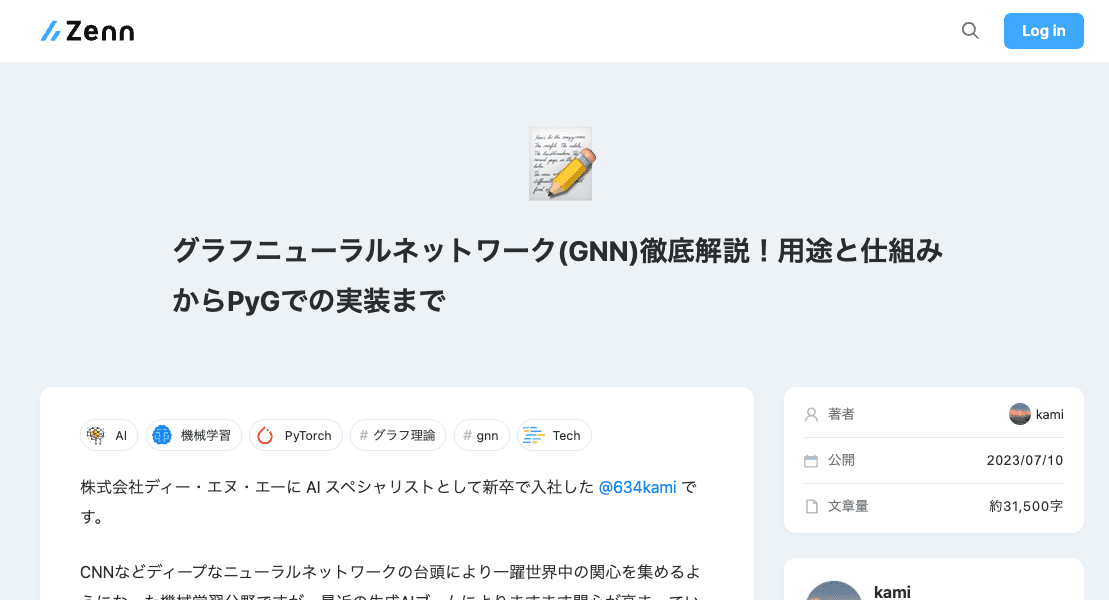 Zenn
Log in
グラフニューラルネットワーク(GNN)徹底解説！用途と仕組み
からPyGでの実装まで
AI
機械学習
PyTorch
# グラフ理論
# gnn
Tech
株式会社ディー・エヌ・エーに AI スペシャリストとして新卒で入社した @634kami で
す。
CNNなどディープなニューラルネットワークの台頭により一躍世界中の関心を集めるよ
うになった機械学習分野ですが、最近の生成AIブームによりますます関心が高まってい
著者
kami
公開
2023/07/10
文章量
約31,500字
kami